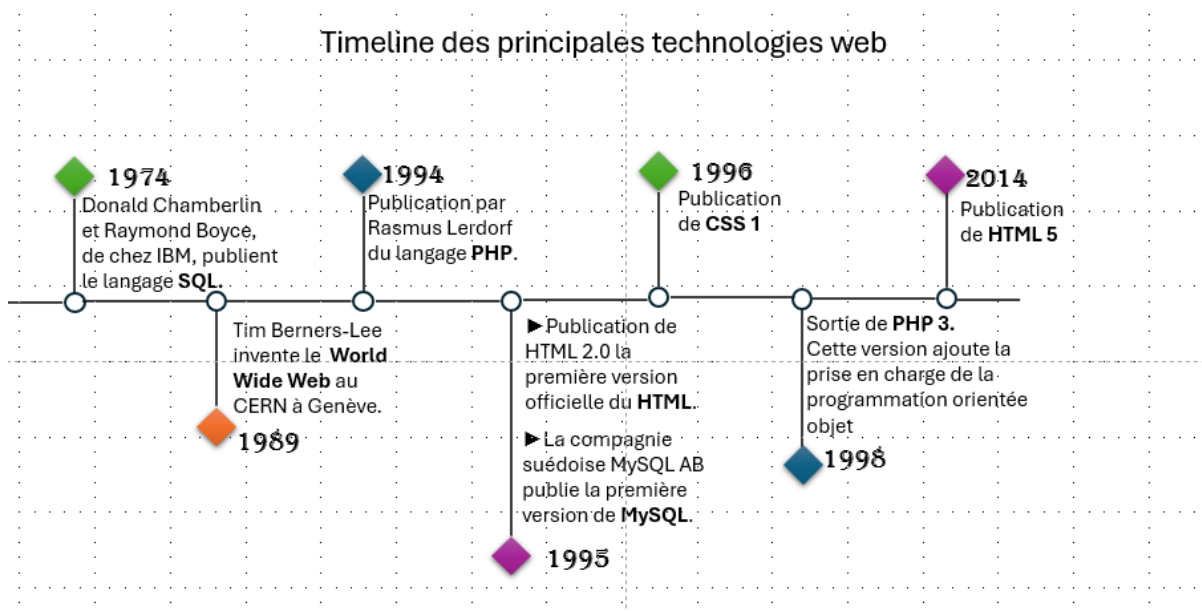 Timeline des principales technologies web
1974
Donald Chamberlin
et Raymond Boyce,
de chez IBM, publient
le langage SQL.
Tim Berners-Lee
invente le World
Wide Web au
CERN à Genève.
1989
1994
Publication par
Rasmus Lerdorf
du langage PHP.
►Publication de
HTML 2.0 la
première version
officielle du HTML.
►La compagnie
suédoise MySQL AB
publie la première
version de MySQL.
1995
1996
Publication
de CSS 1
Sortie de PHP 3.
Cette version ajoute la
prise en charge de la
programmation orientée
objet
1998
2014
Publication
de HTML 5